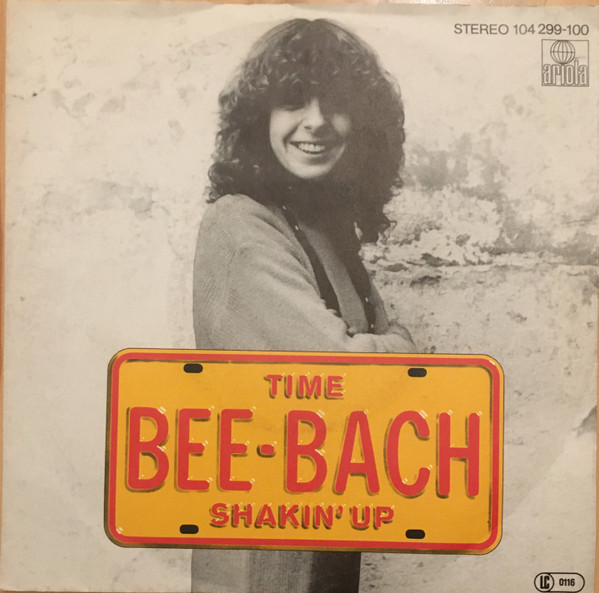 STEREO 104 299-100
ariola
TIME
BEE·BACH
SHAKIN' UP
LC 0116